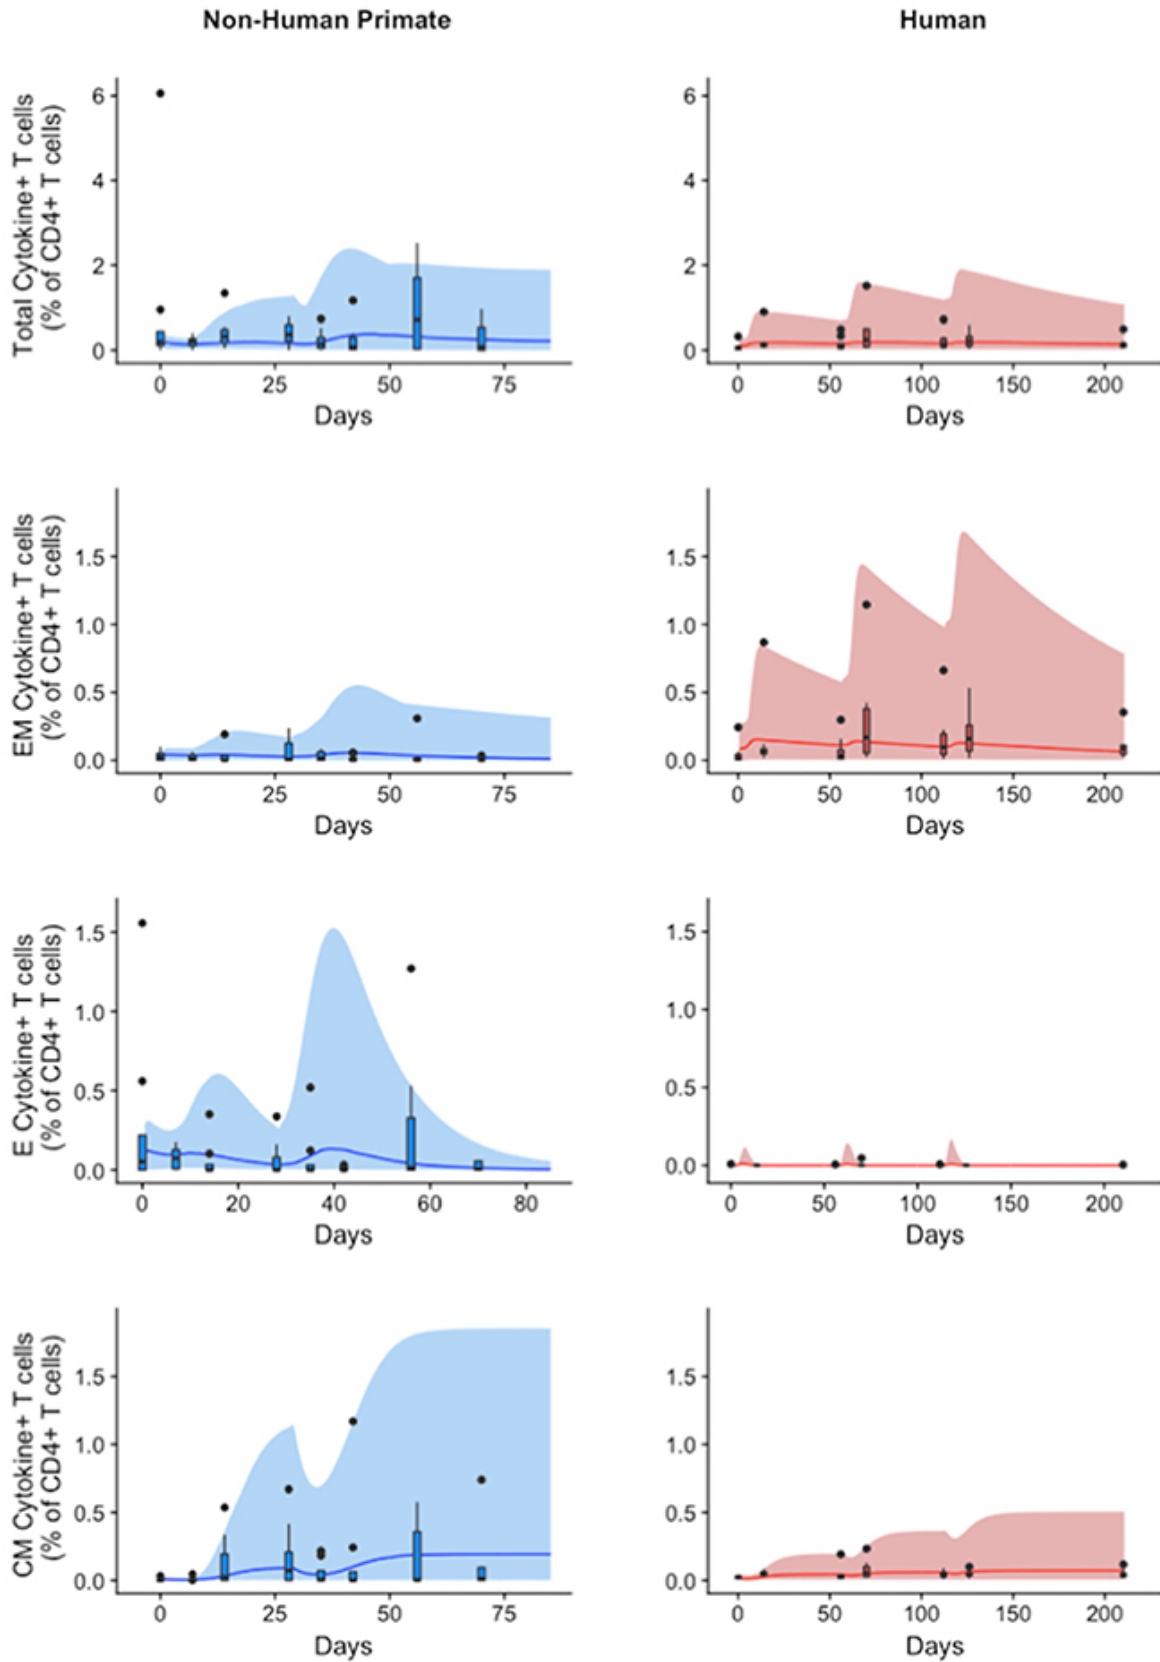 Non-Human Primate
Human
Total Cytokine+ T cells
(% of CD4+ T cells)
6
4
2
0
0 25 50 75
Days
6
4
2
0
0 50 100 150 200
Days
EM Cytokine+ T cells
(% of CD4+ T cells)
1.5
1.0
0.5
0.0
0 25 50 75
Days
1.5
1.0
0.5
0.0
0 50 100 150 200
Days
E Cytokine+ T cells
(% of CD4+ T cells)
1.5
1.0
0.5
0.0
0 20 40 60 80
Days
1.5
1.0
0.5
0.0
0 50 100 150 200
Days
CM Cytokine+ T cells
(% of CD4+ T cells)
1.5
1.0
0.5
0.0
0 25 50 75
Days
1.5
1.0
0.5
0.0
0 50 100 150 200
Days